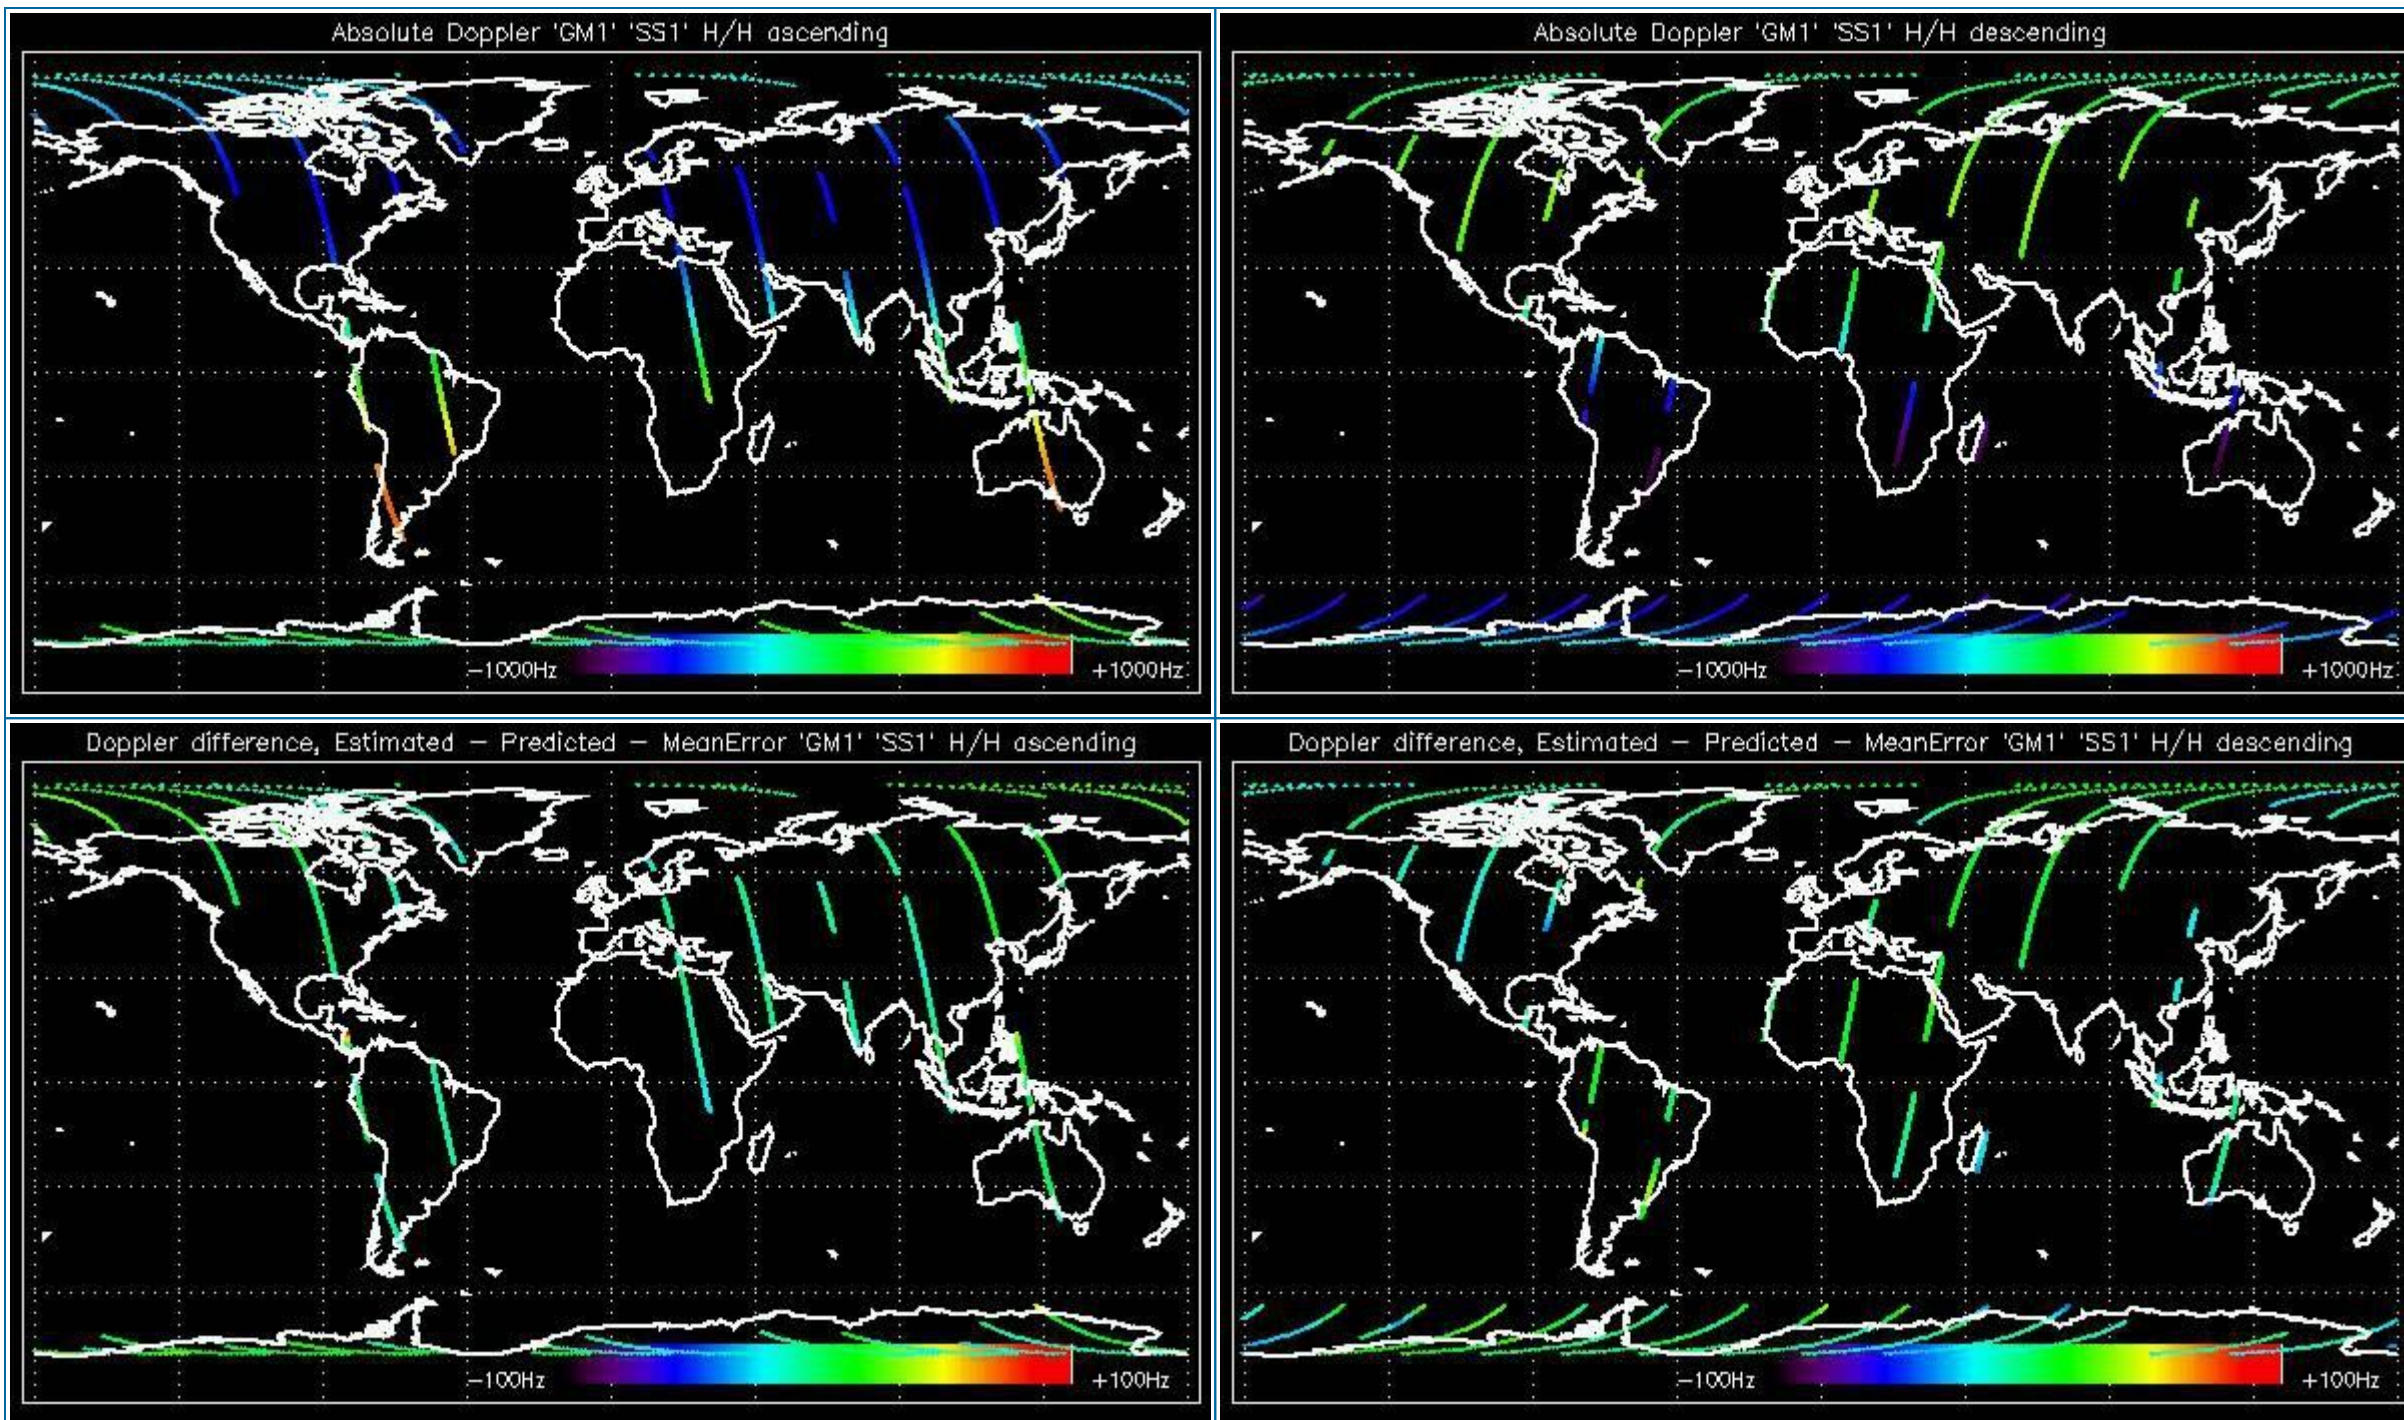 Absolute Doppler 'GM1' 'SS1' H/H ascending
−1000Hz
+1000Hz
Absolute Doppler 'GM1' 'SS1' H/H descending
−1000Hz
+1000Hz
Doppler difference, Estimated − Predicted − MeanError 'GM1' 'SS1' H/H ascending
−100Hz
+100Hz
Doppler difference, Estimated − Predicted − MeanError 'GM1' 'SS1' H/H descending
−100Hz
+100Hz